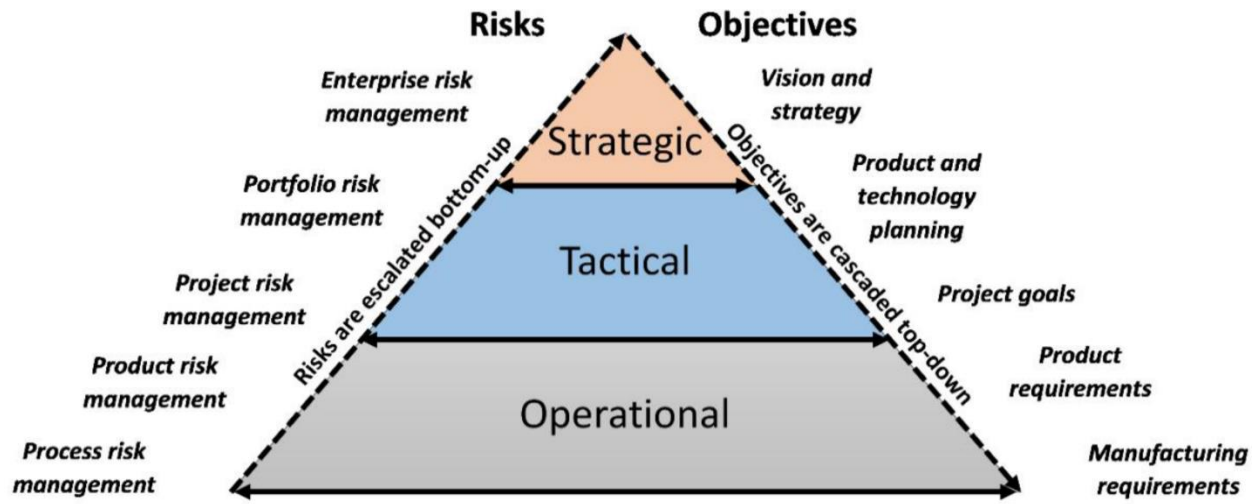 Risks
Objectives
Enterprise risk
management
Vision and
strategy
Strategic
Risks are escalated bottom-up
Objectives are cascaded top-down
Portfolio risk
management
Product and
technology
planning
Tactical
Project risk
management
Project goals
Product risk
management
Product
requirements
Operational
Process risk
management
Manufacturing
requirements